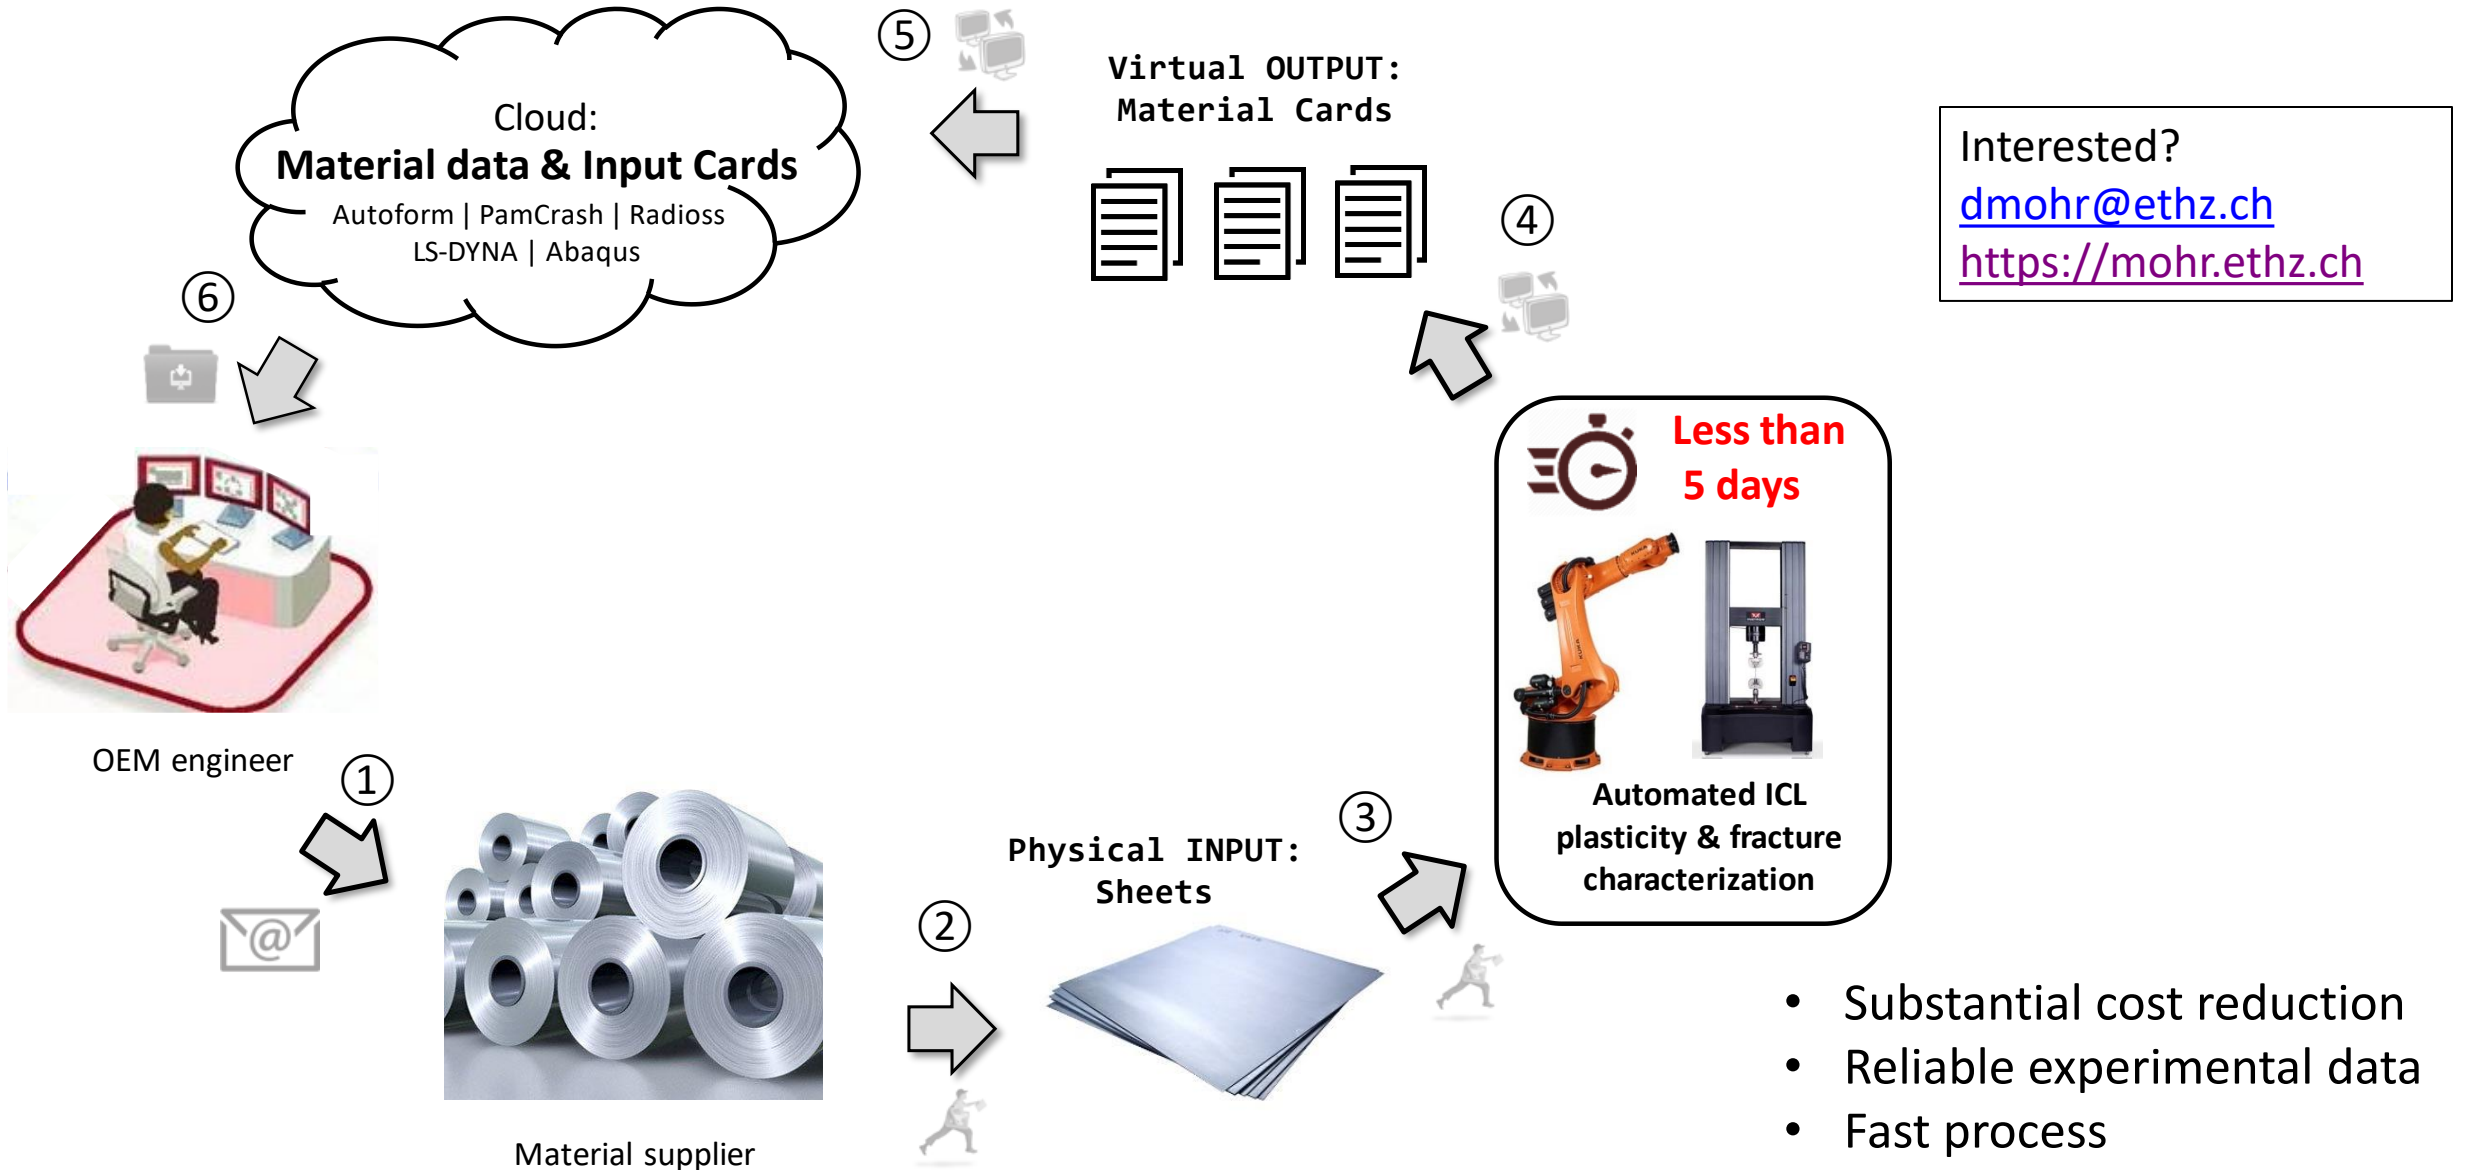 ⑤
Virtual OUTPUT:
Material Cards
Cloud:
Material data & Input Cards
Autoform | PamCrash | Radioss
LS-DYNA | Abaqus
Interested?
dmohr@ethz.ch
https://mohr.ethz.ch
④
⑥
Less than
5 days
OEM engineer
①
Automated ICL
plasticity & fracture
characterization
③
Physical INPUT:
Sheets
②
@
Material supplier
• Substantial cost reduction
• Reliable experimental data
• Fast process